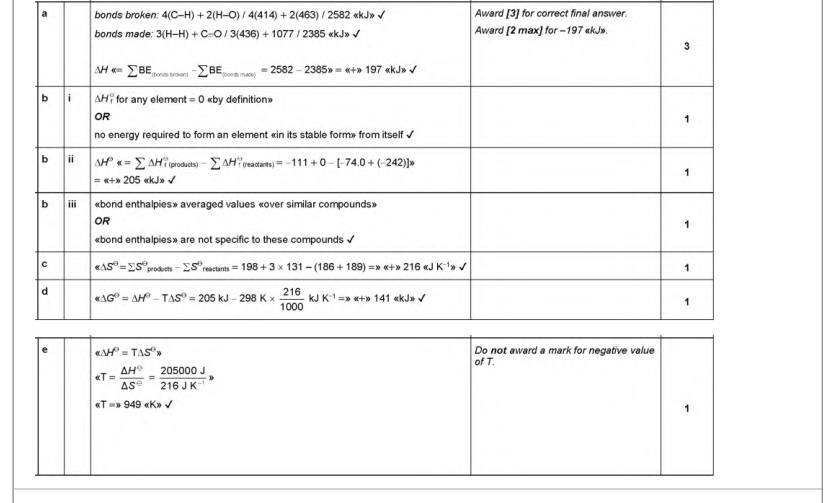 a
bonds broken: 4(C–H) + 2(H–O) / 4(414) + 2(463) / 2582 «kJ» ✓
bonds made: 3(H–H) + C≡O / 3(436) + 1077 / 2385 «kJ» ✓
ΔH «= ∑BE(bonds broken) – ∑BE(bonds made) = 2582 – 2385» = «+» 197 «kJ» ✓
Award [3] for correct final answer.
Award [2 max] for –197 «kJ».
3
b i
ΔH⦵f for any element = 0 «by definition»
OR
no energy required to form an element «in its stable form» from itself ✓
1
b ii
ΔH⦵ « = ∑ ΔH⦵f (products) – ∑ ΔH⦵f (reactants) = –111 + 0 – [–74.0 + (–242)]»
= «+» 205 «kJ» ✓
1
b iii
«bond enthalpies» averaged values «over similar compounds»
OR
«bond enthalpies» are not specific to these compounds ✓
1
c
«ΔS⦵ = ∑S⦵products – ∑S⦵reactants = 198 + 3 × 131 – (186 + 189) =» «+» 216 «J K⁻¹» ✓
1
d
«ΔG⦵ = ΔH⦵ – TΔS⦵ = 205 kJ – 298 K × 216/1000 kJ K⁻¹ =» «+» 141 «kJ» ✓
1
e
«ΔH⦵ = TΔS⦵»
«T = ΔH⦵/ΔS⦵ = 205000 J/216 J K⁻¹»
«T =» 949 «K» ✓
Do not award a mark for negative value
of T.
1